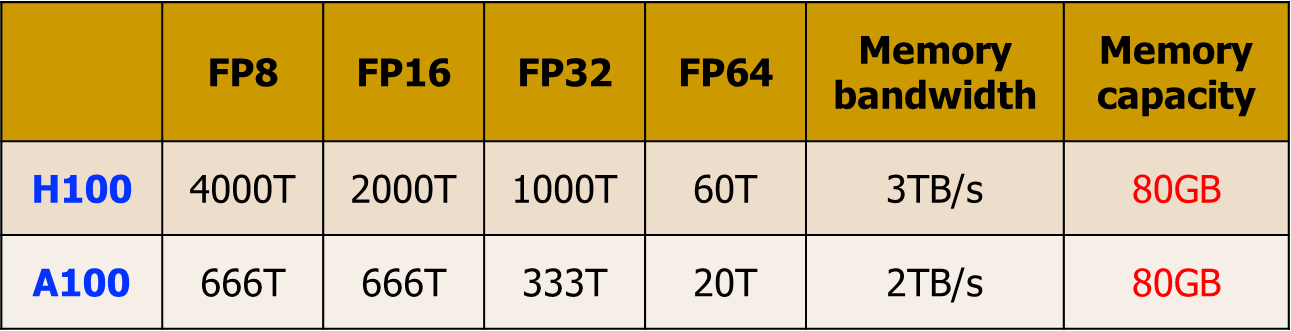 FP8 FP16 FP32 FP64 Memory bandwidth Memory capacity
H100 4000T 2000T 1000T 60T 3TB/s 80GB
A100 666T 666T 333T 20T 2TB/s 80GB